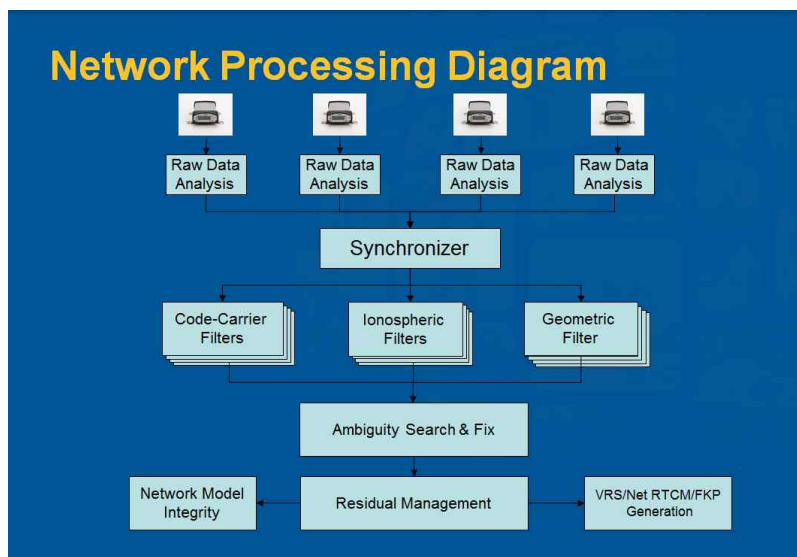 Network Processing Diagram
Raw Data
Analysis
Raw Data
Analysis
Raw Data
Analysis
Raw Data
Analysis
Synchronizer
Code-Carrier
Filters
Ionospheric
Filters
Geometric
Filter
Ambiguity Search & Fix
Network Model
Integrity
Residual Management
VRS/Net RTCM/FKP
Generation